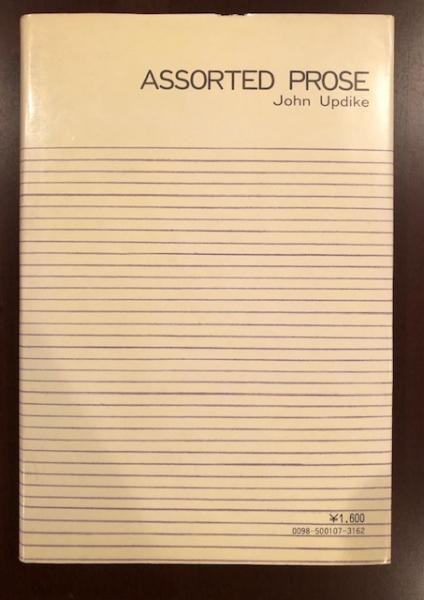 ASSORTED PROSE
John Updike
¥1,600
0098-500107-3162